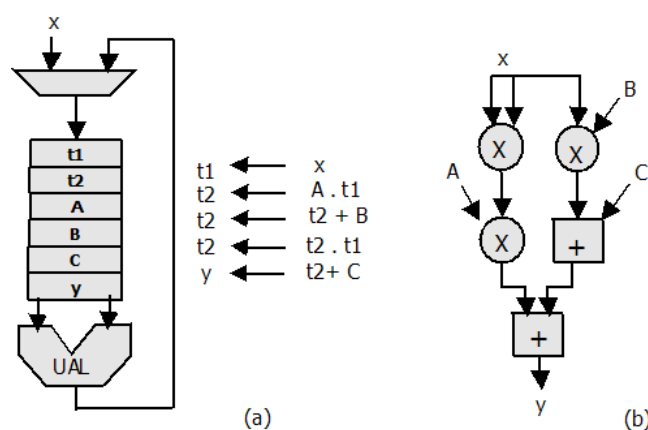 x
t1
t2
A
B
C
y
UAL
t1 x
t2 A . t1
t2 t2 + B
t2 t2 . t1
y t2+ C
(a)
x
B
X
X
A
C
X
+
+
y
(b)